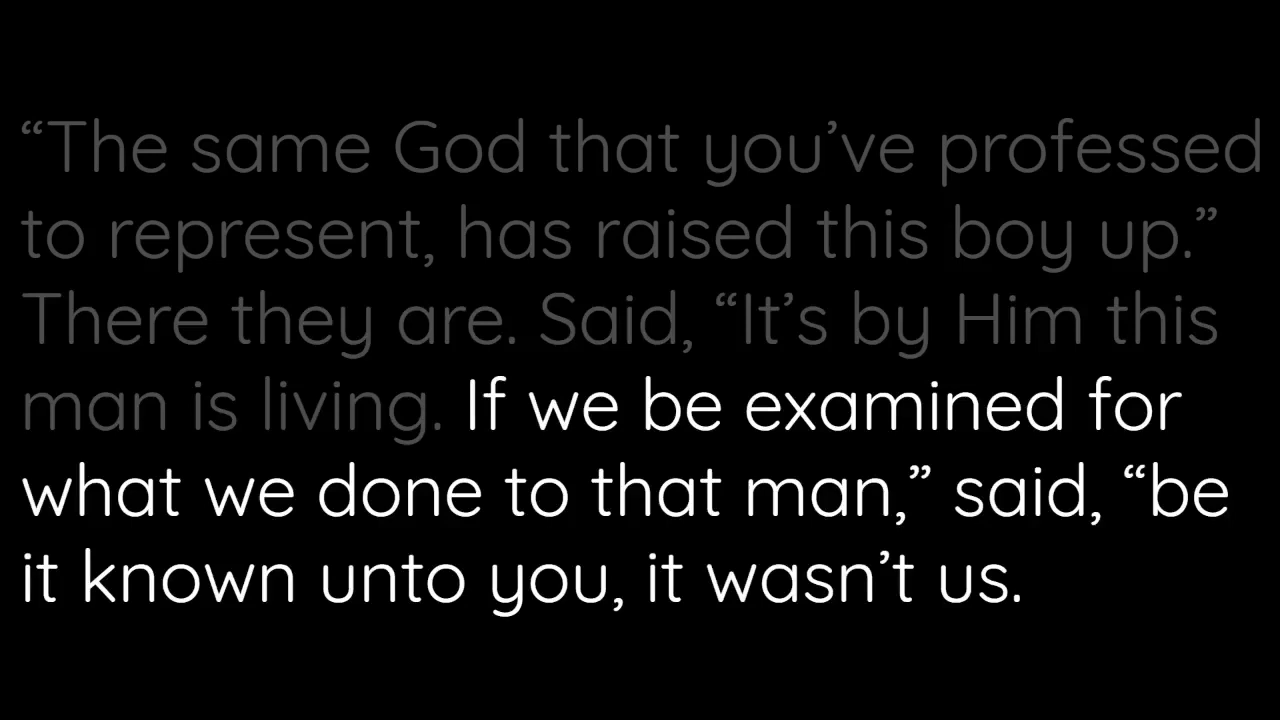 “The same God that you’ve professed
to represent, has raised this boy up.”
There they are. Said, “It’s by Him this
man is living. If we be examined for
what we done to that man,” said, “be
it known unto you, it wasn’t us.